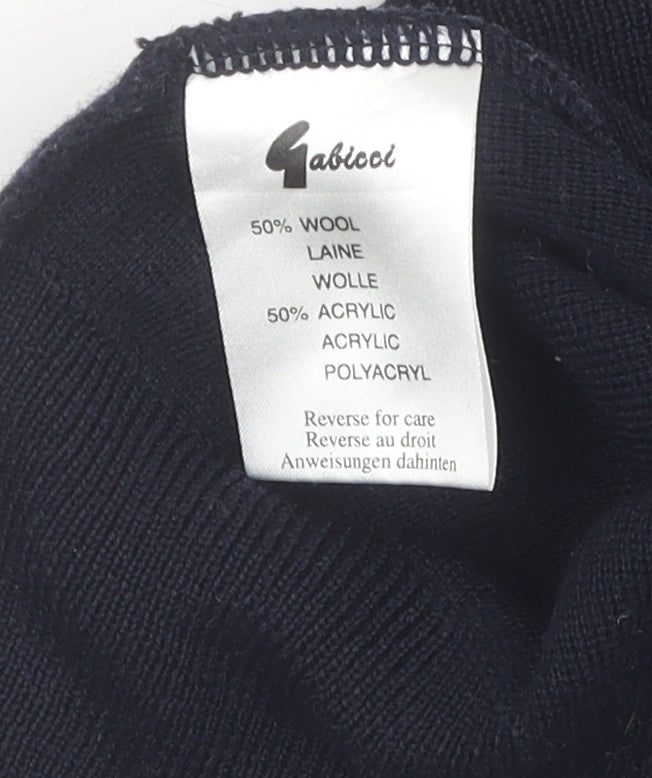 Gabicci
50% WOOL
LAINE
WOLLE
50% ACRYLIC
ACRYLIC
POLYACRYL
Reverse for care
Reverse au droit
Anweisungen dahinten